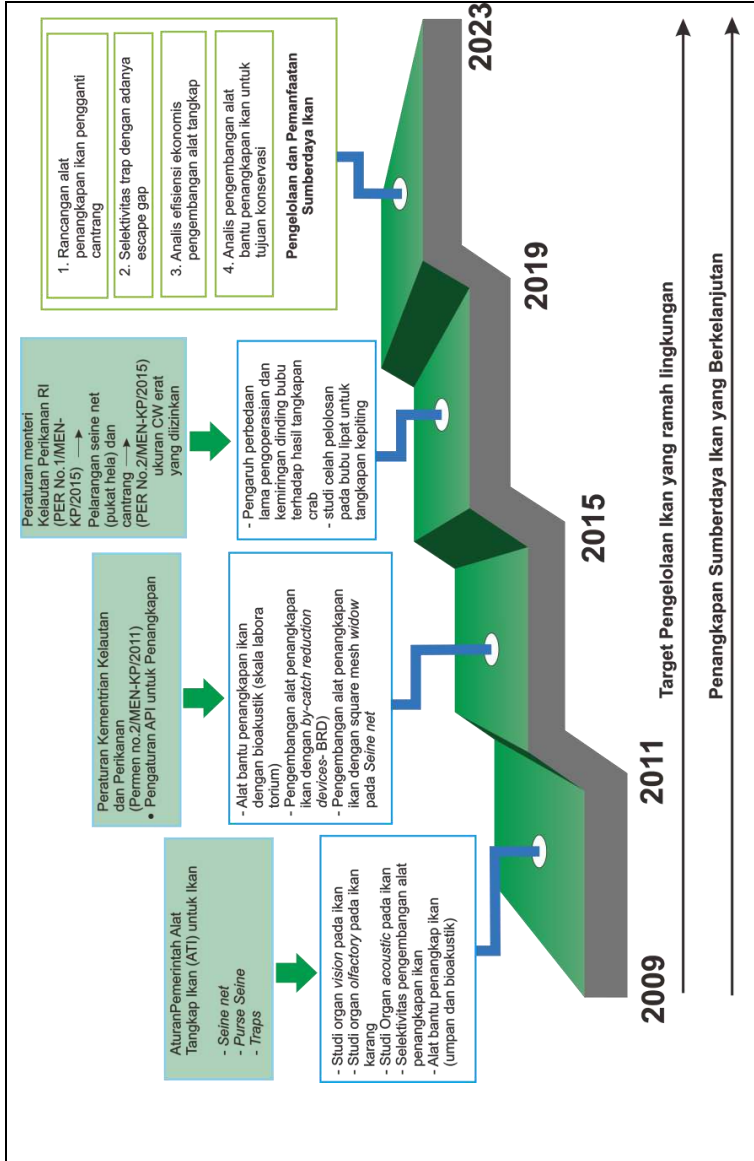 AturanPemerintah Alat
Tangkap Ikan (ATI) untuk Ikan
- Seine net
- Purse Seine
- Traps
- Studi organ vision pada ikan
- Studi organ olfactory pada ikan
karang
- Studi Organ acoustic pada ikan
- Selektivitas pengembangan alat
penangkapan ikan
- Alat bantu penangkap ikan
(umpan dan bioakustik)
Peraturan Kementrian Kelautan
dan Perikanan
(Permen no.2/MEN-KP/2011)
• Pengaturan API untuk Penangkapan
- Alat bantu penangkapan ikan
dengan bioakustik (skala labora
torium)
- Pengembangan alat penangkapan
ikan dengan by-catch reduction
devices- BRD)
- Pengembangan alat penangkapan
ikan dengan square mesh widow
pada Seine net
Peraturan menteri
Kelautan Perikanan RI
(PER No.1/MEN-
KP/2015) →
Pelarangan seine net
(pukat hela) dan
cantrang →
(PER No.2/MEN-KP/2015)
ukuran CW erat
yang diizinkan
- Pengaruh perbedaan
lama pengoperasian dan
kemiringan dinding bubu
terhadap hasil tangkapan
crab
- studi celah pelolosan
pada bubu lipat untuk
tangkapan kepiting
1. Rancangan alat
penangkapan ikan pengganti
cantrang
2. Selektivitas trap dengan adanya
escape gap
3. Analis efisiensi ekonomis
pengembangan alat tangkap
4. Analis pengembangan alat
bantu penangkapan ikan untuk
tujuan konservasi
Pengelolaan dan Pemanfaatan
Sumberdaya Ikan
2009
2011
2015
2019
2023
Target Pengelolaan Ikan yang ramah lingkungan
Penangkapan Sumberdaya Ikan yang Berkelanjutan